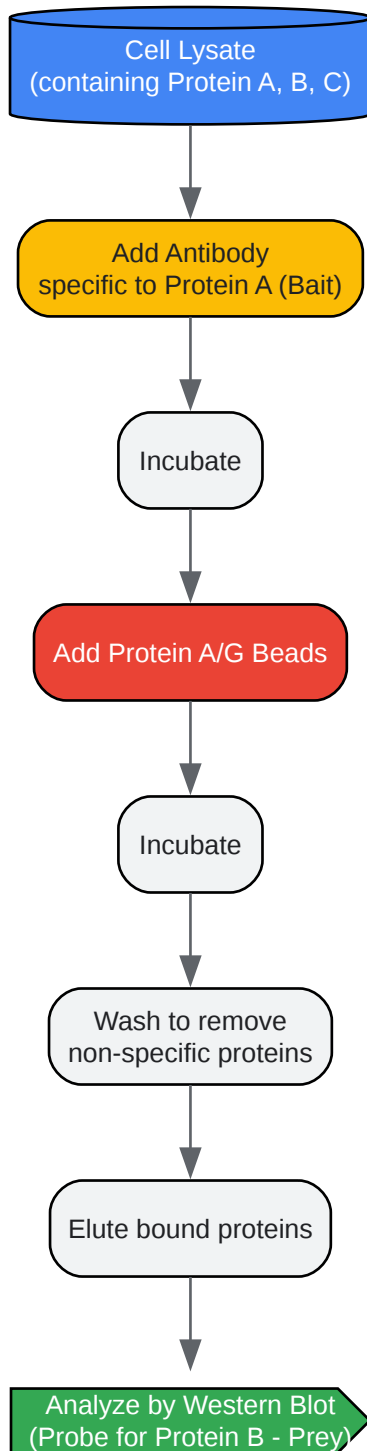 Cell Lysate
(containing Protein A, B, C)
Add Antibody
specific to Protein A (Bait)
Incubate
Add Protein A/G Beads
Incubate
Wash to remove
non-specific proteins
Elute bound proteins
Analyze by Western Blot
(Probe for Protein B - Prey)